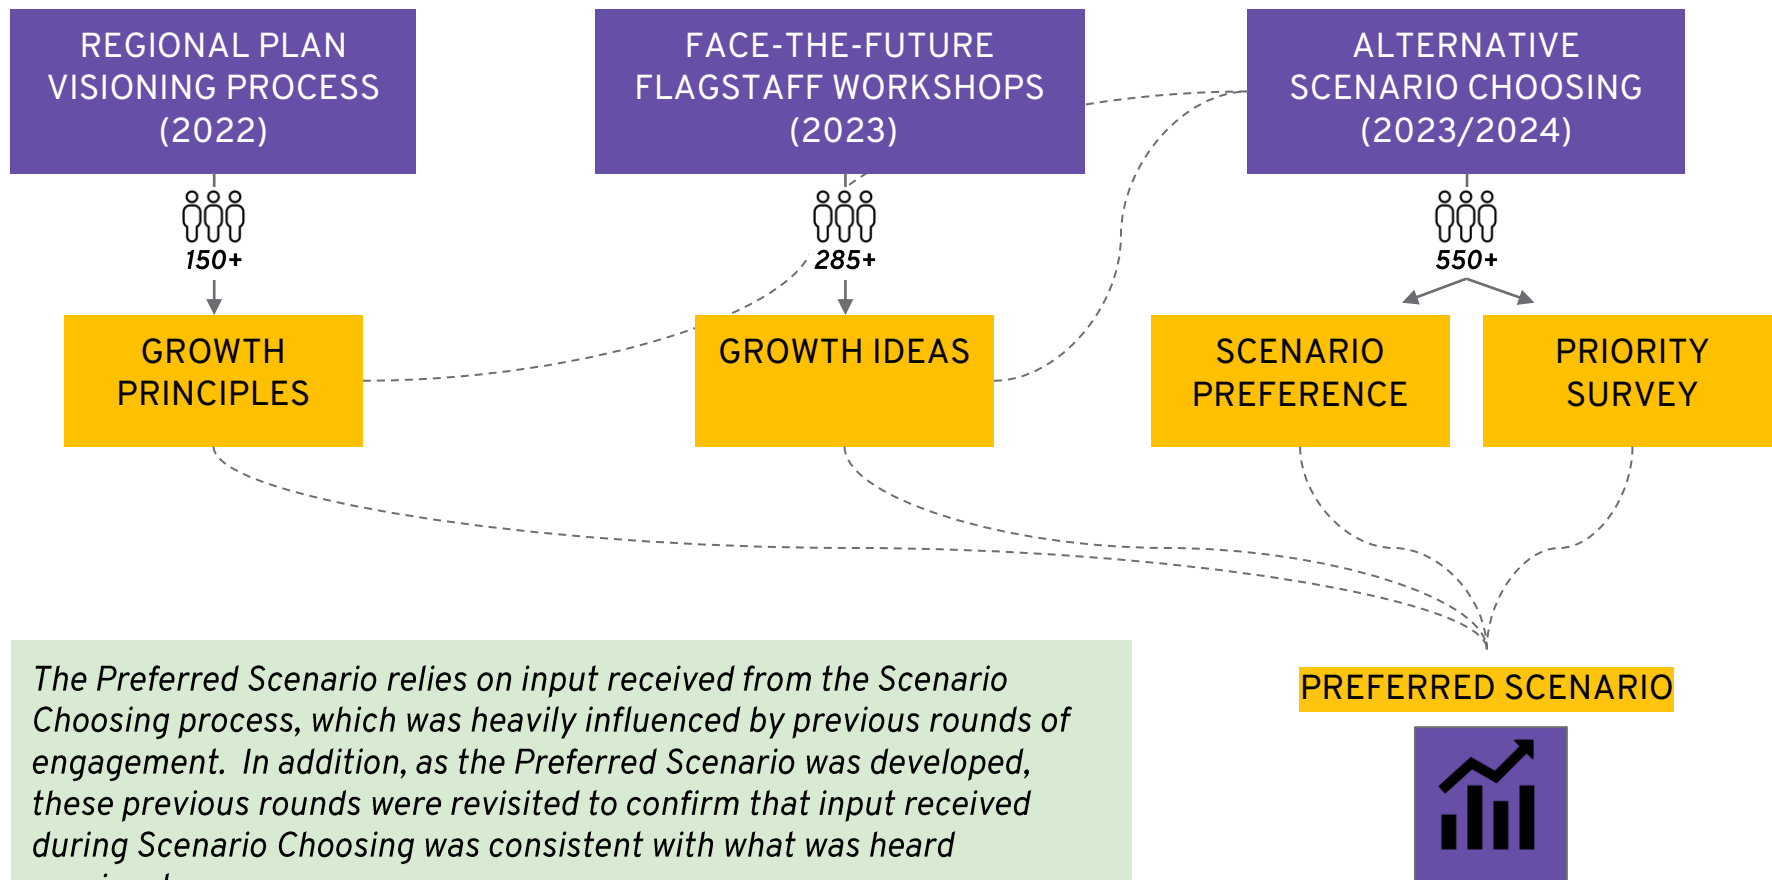 REGIONAL PLAN
VISIONING PROCESS
(2022)
FACE-THE-FUTURE
FLAGSTAFF WORKSHOPS
(2023)
ALTERNATIVE
SCENARIO CHOOSING
(2023/2024)
150+
285+
550+
GROWTH
PRINCIPLES
GROWTH IDEAS
SCENARIO
PREFERENCE
PRIORITY
SURVEY
The Preferred Scenario relies on input received from the Scenario
Choosing process, which was heavily influenced by previous rounds of
engagement.  In addition, as the Preferred Scenario was developed,
these previous rounds were revisited to confirm that input received
during Scenario Choosing was consistent with what was heard
PREFERRED SCENARIO